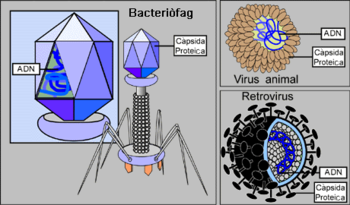 Bacteriòfag
ADN
Càpsida
Proteica
ADN
Càpsida
Proteica
Virus animal
Retrovirus
ADN
Càpsida
Proteica